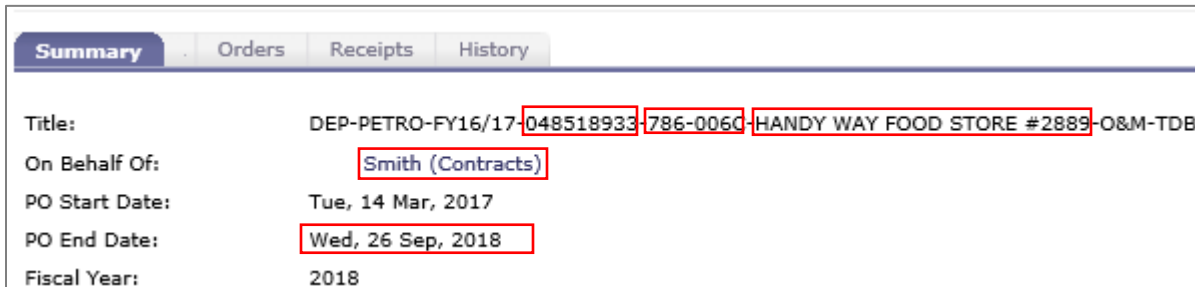 Summary . Orders Receipts History
Title: DEP-PETRO-FY16/17-048518933-786-006C-HANDY WAY FOOD STORE #2889-O&M-TDB
On Behalf Of: Smith (Contracts)
PO Start Date: Tue, 14 Mar, 2017
PO End Date: Wed, 26 Sep, 2018
Fiscal Year: 2018